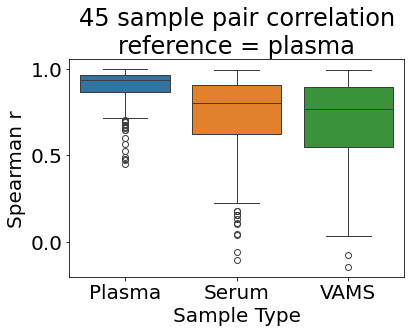 45 sample pair correlation
reference = plasma
Spearman r
1.0
0.5
0.0
Plasma
Serum
VAMS
Sample Type